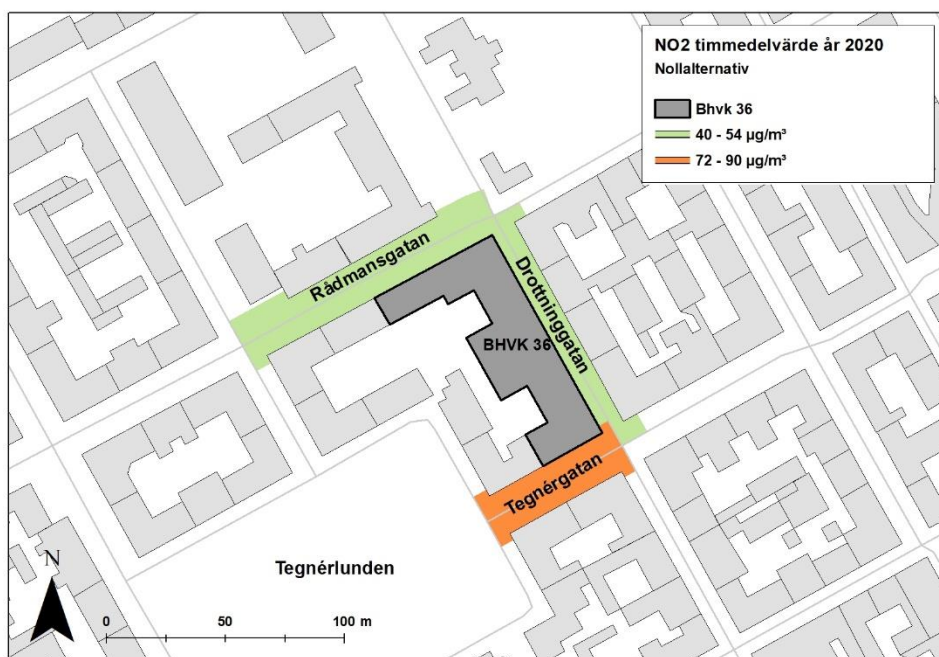 NO2 timmedelvärde år 2020
Nollalternativ
Bhvk 36
40 - 54 µg/m³
72 - 90 µg/m³
Rådmansgatan
Drottninggatan
BHVK 36
Tegnérgatan
Tegnérlunden
N
0 50 100 m